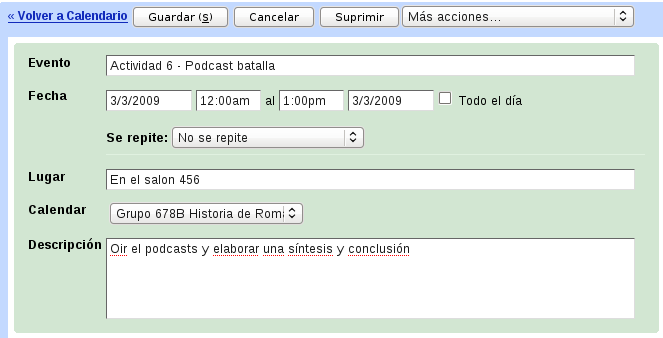 « Volver a Calendario Guardar (s) Cancelar Suprimir Más acciones...
Evento Actividad 6 - Podcast batalla
Fecha 3/3/2009 12:00am al 1:00pm 3/3/2009 Todo el día
Se repite: No se repite
Lugar En el salon 456
Calendar Grupo 678B Historia de Rom
Descripción Oir el podcasts y elaborar una síntesis y conclusión